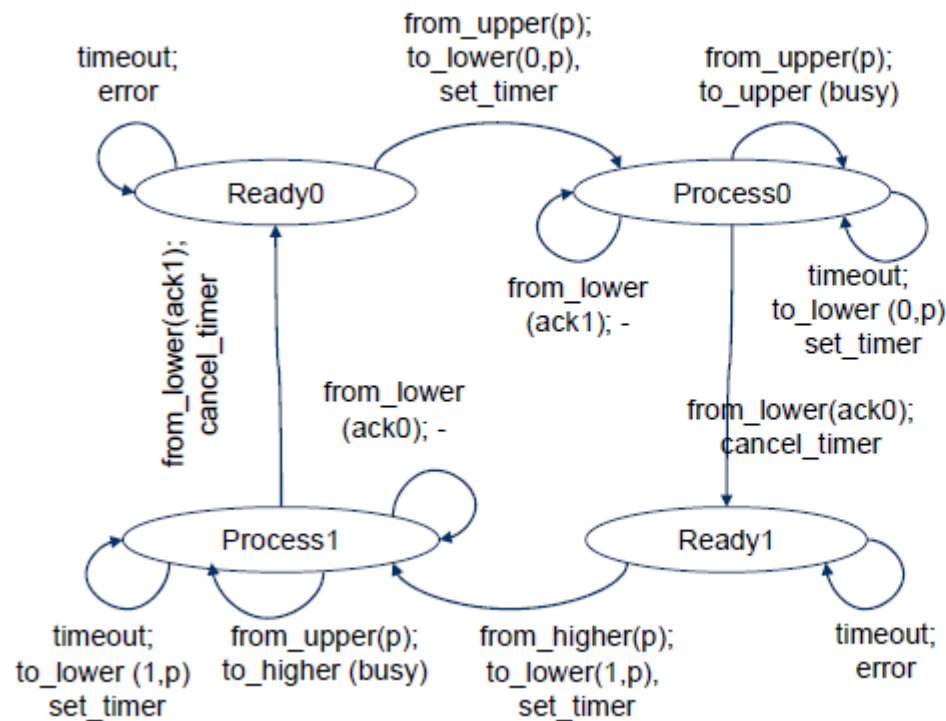 timeout;
error
from_upper(p);
to_lower(0,p),
set_timer
from_upper(p);
to_upper (busy)
Ready0
Process0
from_lower(ack1);
cancel_timer
from_lower
(ack1); -
timeout;
to_lower (0,p)
set_timer
from_lower
(ack0); -
from_lower(ack0);
cancel_timer
Process1
Ready1
timeout;
to_lower (1,p)
set_timer
from_upper(p);
to_higher (busy)
from_higher(p);
to_lower(1,p),
set_timer
timeout;
error